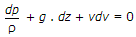 dp/ρ + g . dz + vdv = 0